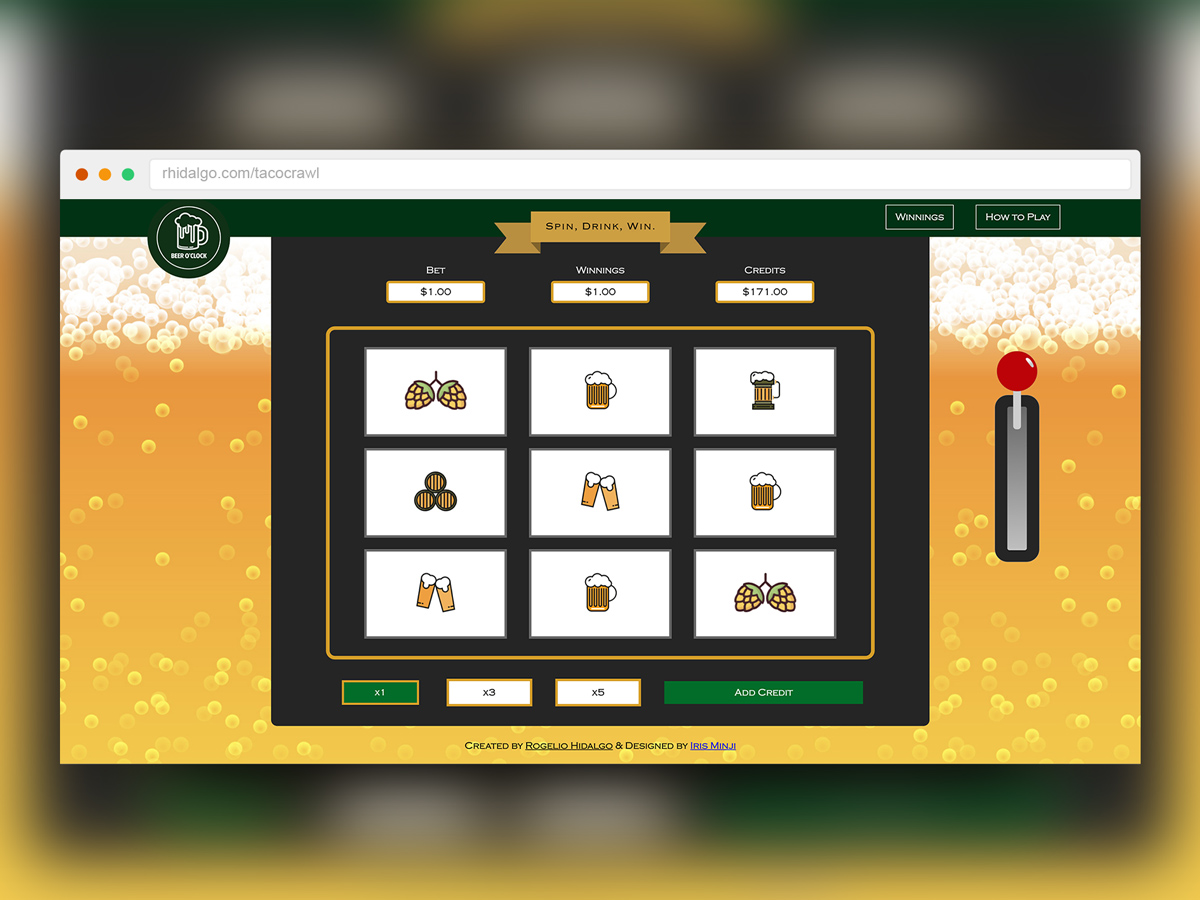 rhidalgo.com/tacocrawl
BEER O'CLOCK
Spin, Drink, Win.
Winnings
How to Play
Bet
Winnings
Credits
$1.00
$1.00
$171.00
x1
x3
x5
Add Credit
Created by Rogelio Hidalgo & Designed by Iris Minji